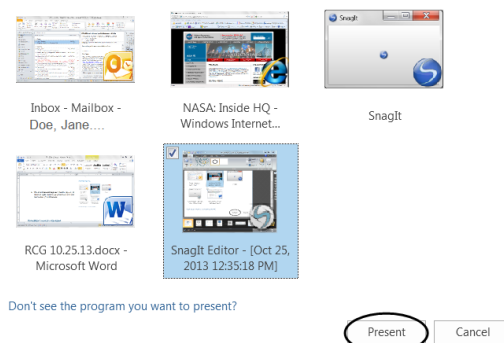 SnagIt
Inbox - Mailbox -
Doe, Jane....
NASA: Inside HQ -
Windows Internet...
SnagIt
RCG 10.25.13.docx -
Microsoft Word
SnagIt Editor - [Oct 25,
2013 12:35:18 PM]
Don't see the program you want to present?
Present
Cancel